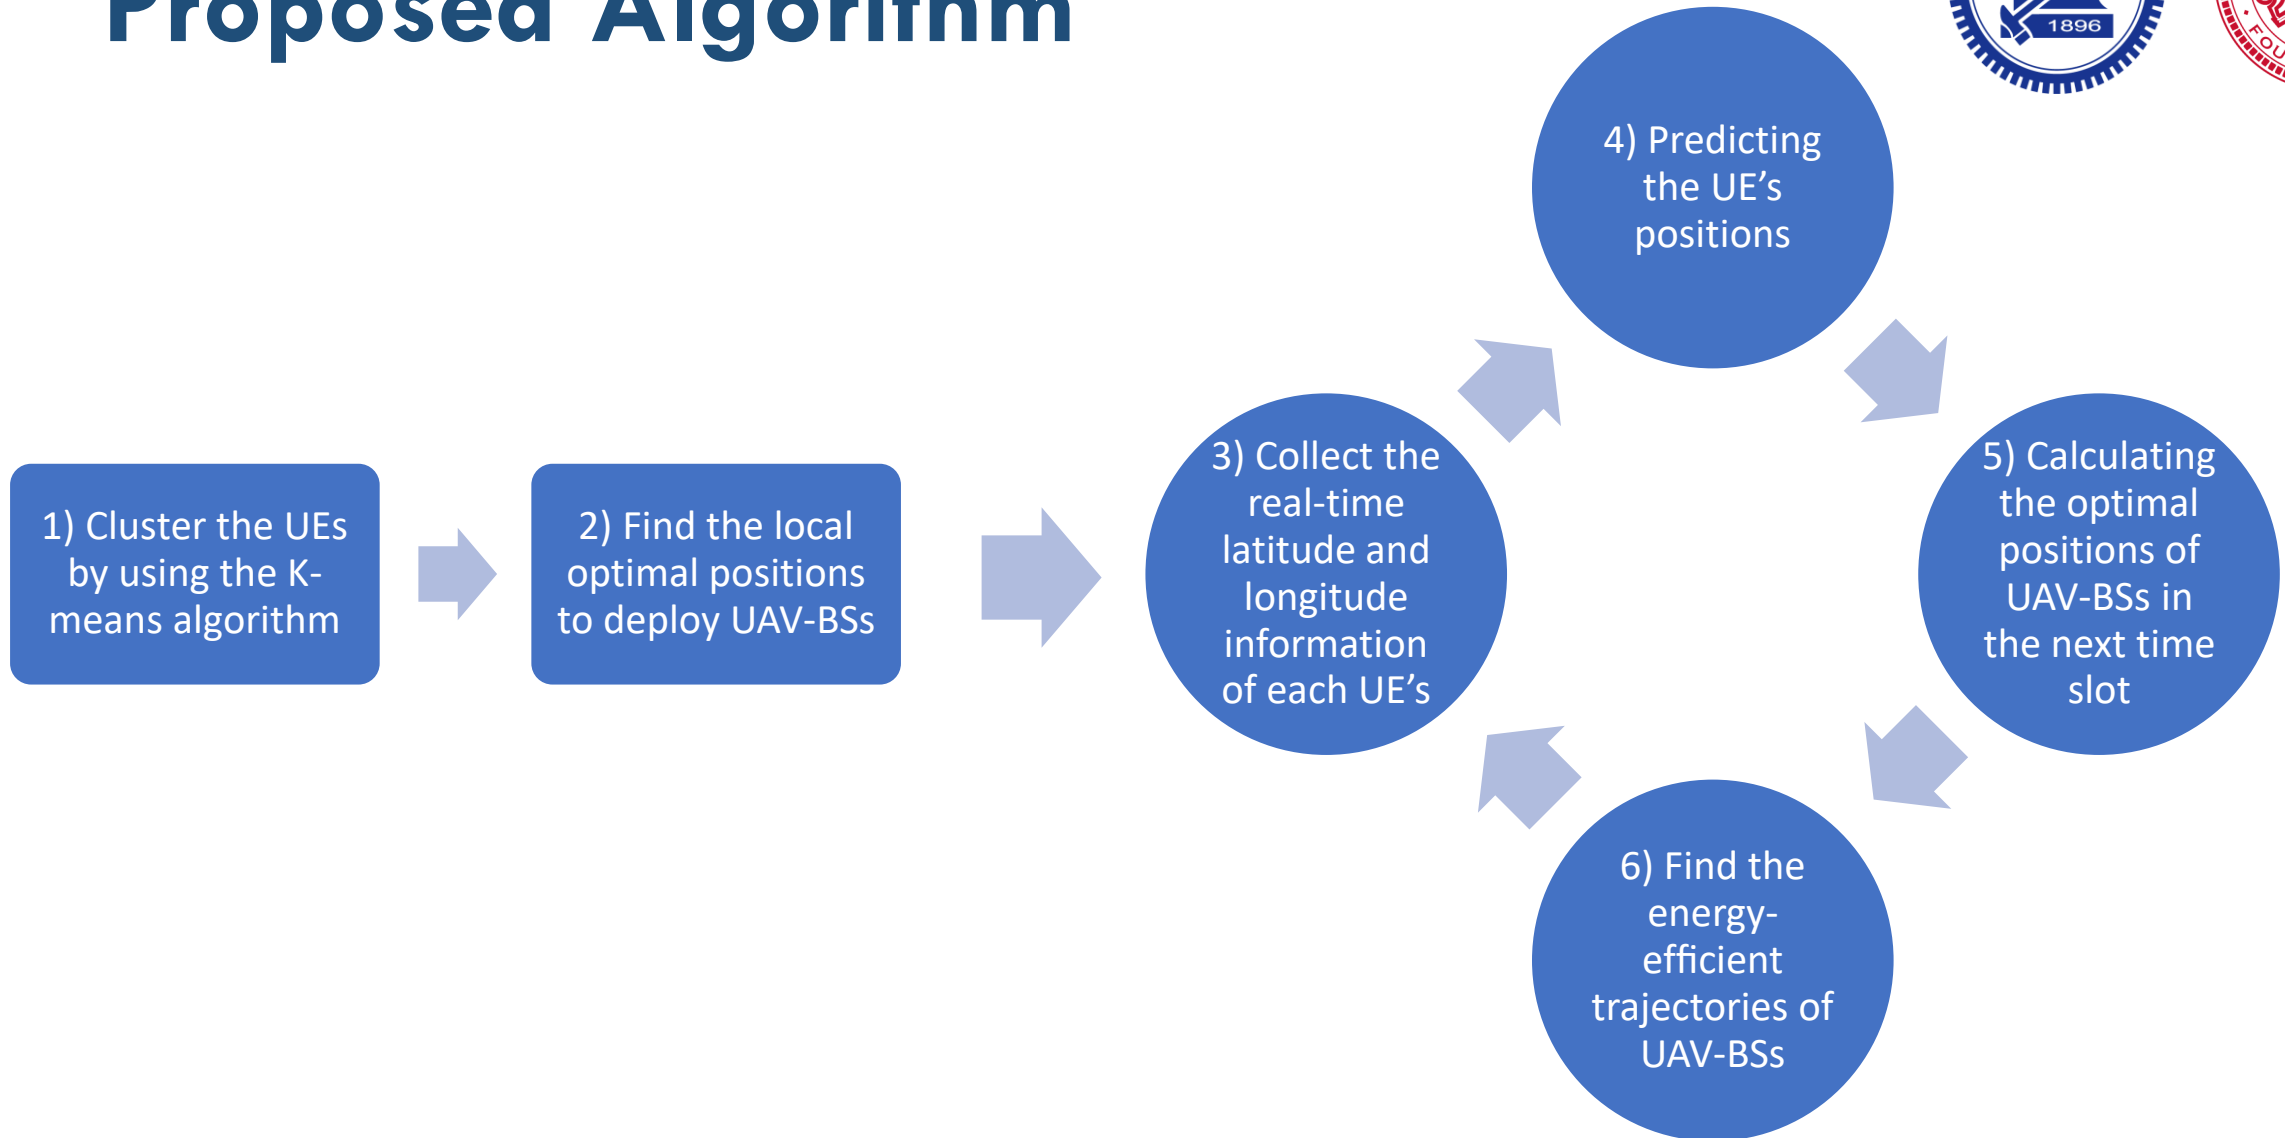 Proposed Algorithm
1896
4) Predicting
the UE’s
positions
1) Cluster the UEs
by using the K-
means algorithm
2) Find the local
optimal positions
to deploy UAV-BSs
3) Collect the
real-time
latitude and
longitude
information
of each UE’s
5) Calculating
the optimal
positions of
UAV-BSs in
the next time
slot
6) Find the
energy-
efficient
trajectories of
UAV-BSs